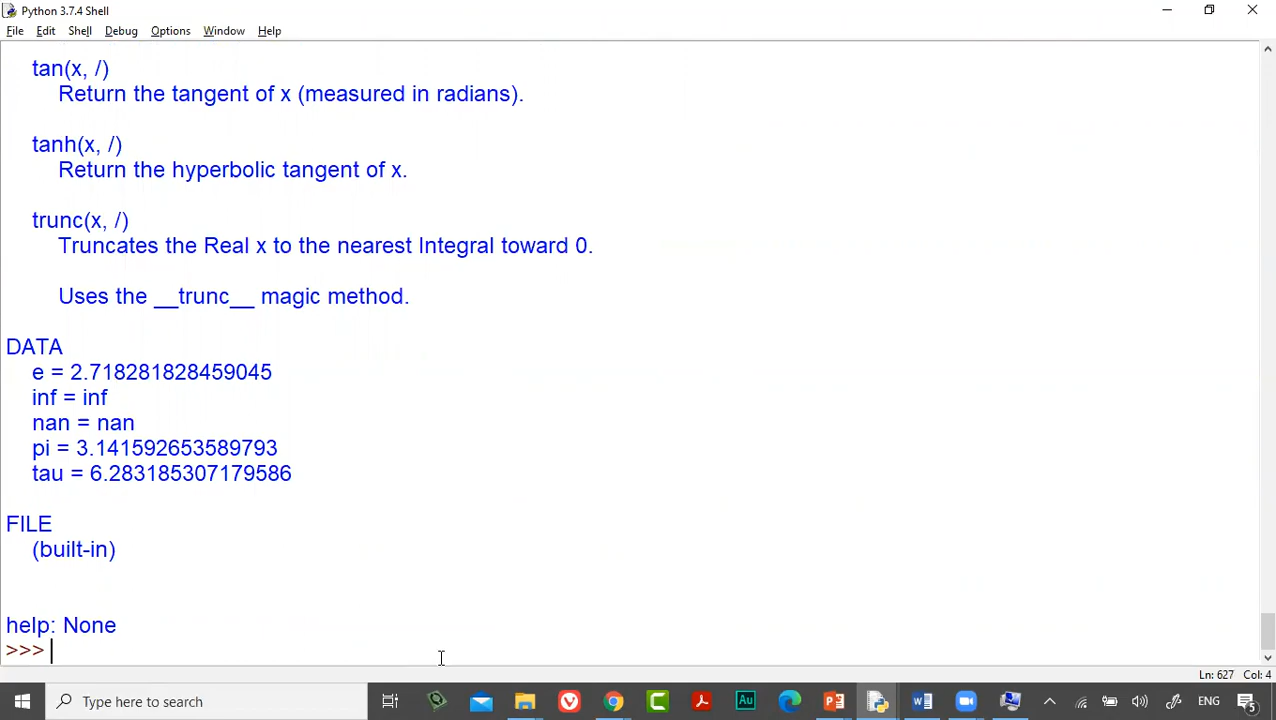 Python 3.7.4 Shell
File Edit Shell Debug Options Window Help
tan(x, /)
Return the tangent of x (measured in radians).
tanh(x, /)
Return the hyperbolic tangent of x.
trunc(x, /)
Truncates the Real x to the nearest Integral toward 0.
Uses the __trunc__ magic method.
DATA
e = 2.718281828459045
inf = inf
nan = nan
pi = 3.141592653589793
tau = 6.283185307179586
FILE
(built-in)
help: None
>>>
Ln: 627 Col: 4
Type here to search
Au
ENG
5